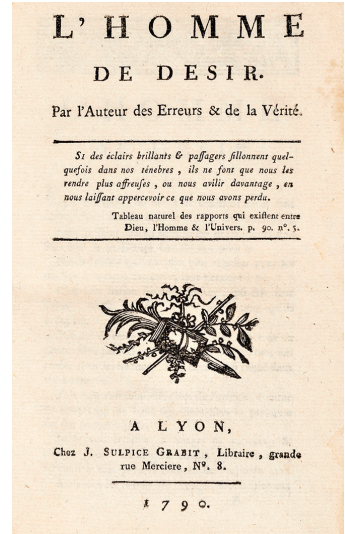 L'HOMME
DE DESIR.
Par l'Auteur des Erreurs & de la Vérité.
Si des éclairs brillants & paſſagers ſillonnent quel-
quefois dans nos ténebres , ils ne font que nous les
rendre plus affreuſes , ou nous avilir davantage , en
nous laiſſant appercevoir ce que nous avons perdu.
Tableau naturel des rapports qui exiſtent entre
Dieu, l'Homme & l'Univers. p. 90. nº. 5.
A LYON,
Chez J. SULPICE GRABIT , Libraire , grande
rue Merciere , Nº. 8.
1790.